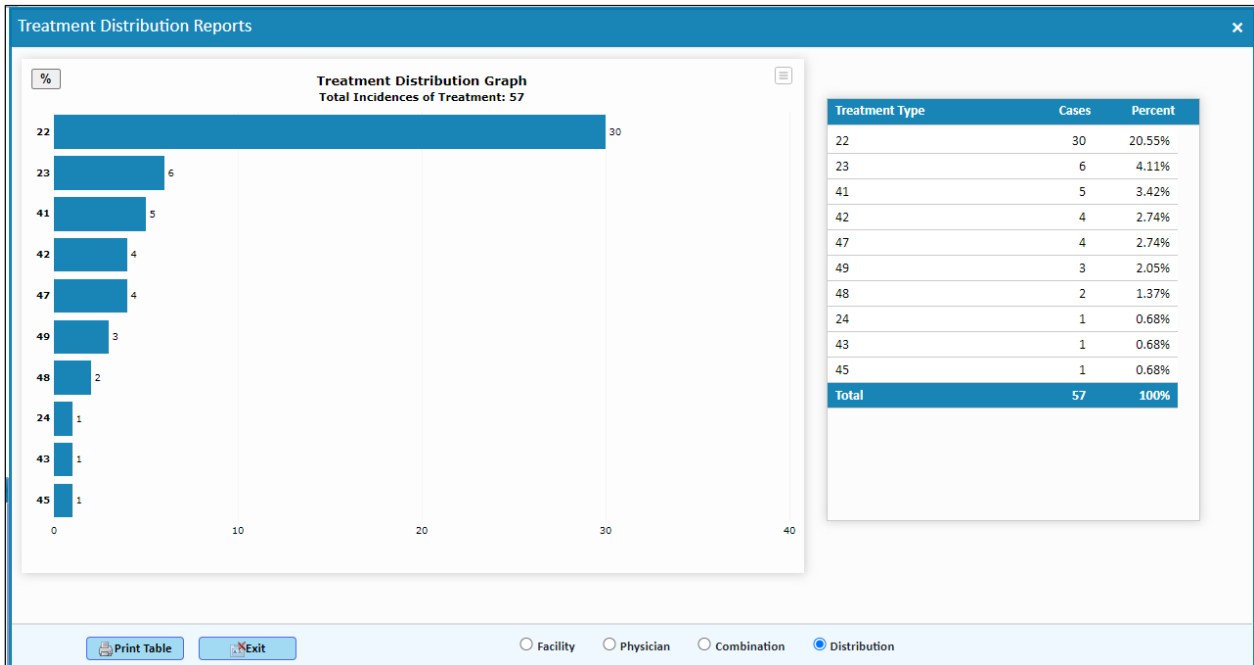 Treatment Distribution Reports
×
%
Treatment Distribution Graph
Total Incidences of Treatment: 57
22 30
23 6
41 5
42 4
47 4
49 3
48 2
24 1
43 1
45 1
0 10 20 30 40
Treatment Type Cases Percent
22 30 20.55%
23 6 4.11%
41 5 3.42%
42 4 2.74%
47 4 2.74%
49 3 2.05%
48 2 1.37%
24 1 0.68%
43 1 0.68%
45 1 0.68%
Total 57 100%
Print Table Exit Facility Physician Combination Distribution